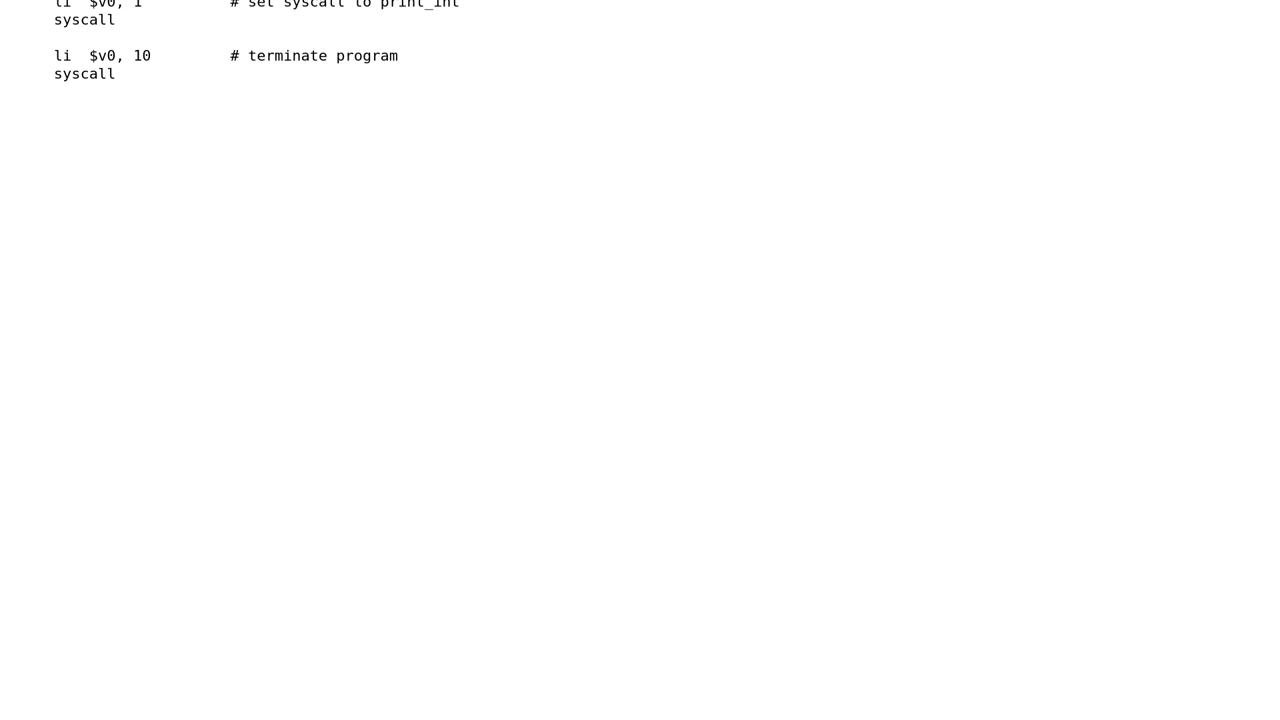 li  $v0, 1          # set syscall to print_int
syscall

li  $v0, 10         # terminate program
syscall